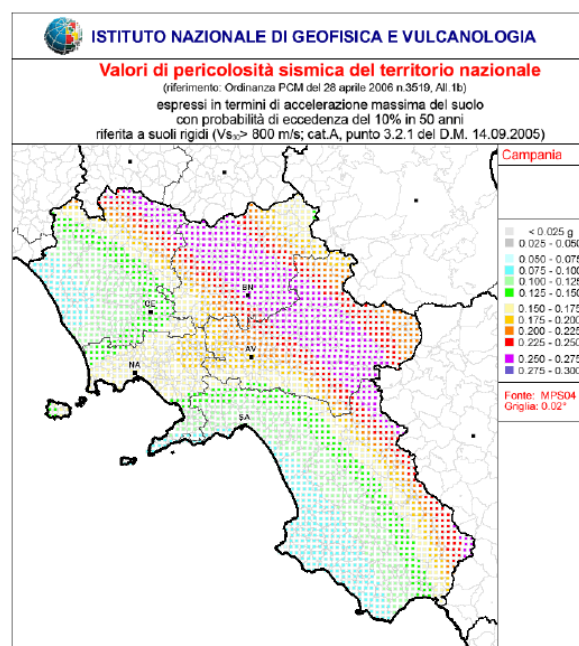 ISTITUTO NAZIONALE DI GEOFISICA E VULCANOLOGIA
Valori di pericolosità sismica del territorio nazionale
(riferimento: Ordinanza PCM del 28 aprile 2006 n.3519, All.1b)
espressi in termini di accelerazione massima del suolo
con probabilità di eccedenza del 10% in 50 anni
riferita a suoli rigidi (Vs₃₀> 800 m/s; cat.A, punto 3.2.1 del D.M. 14.09.2005)
Campania
< 0.025 g
0.025 - 0.050
0.050 - 0.075
0.075 - 0.100
0.100 - 0.125
0.125 - 0.150
0.150 - 0.175
0.175 - 0.200
0.200 - 0.225
0.225 - 0.250
0.250 - 0.275
0.275 - 0.300
Fonte: MPS04
Griglia: 0.02°
BN
CE
AV
NA
SA